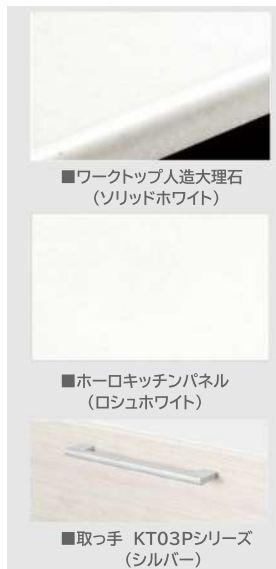 ■ワークトップ人造大理石
（ソリッドホワイト）
■ホーロキッチンパネル
（ロシュホワイト）
■取っ手 KT03Pシリーズ
（シルバー）